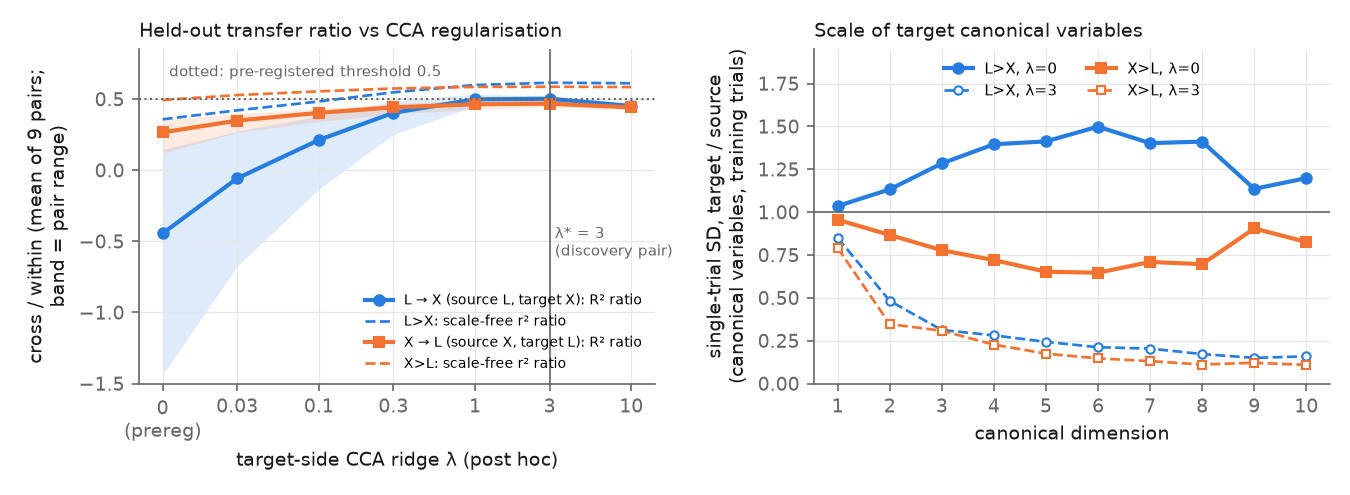 Held-out transfer ratio vs CCA regularisation
cross / within (mean of 9 pairs;
band = pair range)
dotted: pre-registered threshold 0.5
0.5
0.0
−0.5
−1.0
−1.5
λ* = 3
(discovery pair)
L → X (source L, target X): R² ratio
L>X: scale-free r² ratio
X → L (source X, target L): R² ratio
X>L: scale-free r² ratio
0
(prereg)
0.03
0.1
0.3
1
3
10
target-side CCA ridge λ (post hoc)
Scale of target canonical variables
single-trial SD, target / source
(canonical variables, training trials)
L>X, λ=0
L>X, λ=3
X>L, λ=0
X>L, λ=3
1.75
1.50
1.25
1.00
0.75
0.50
0.25
0.00
1
2
3
4
5
6
7
8
9
10
canonical dimension